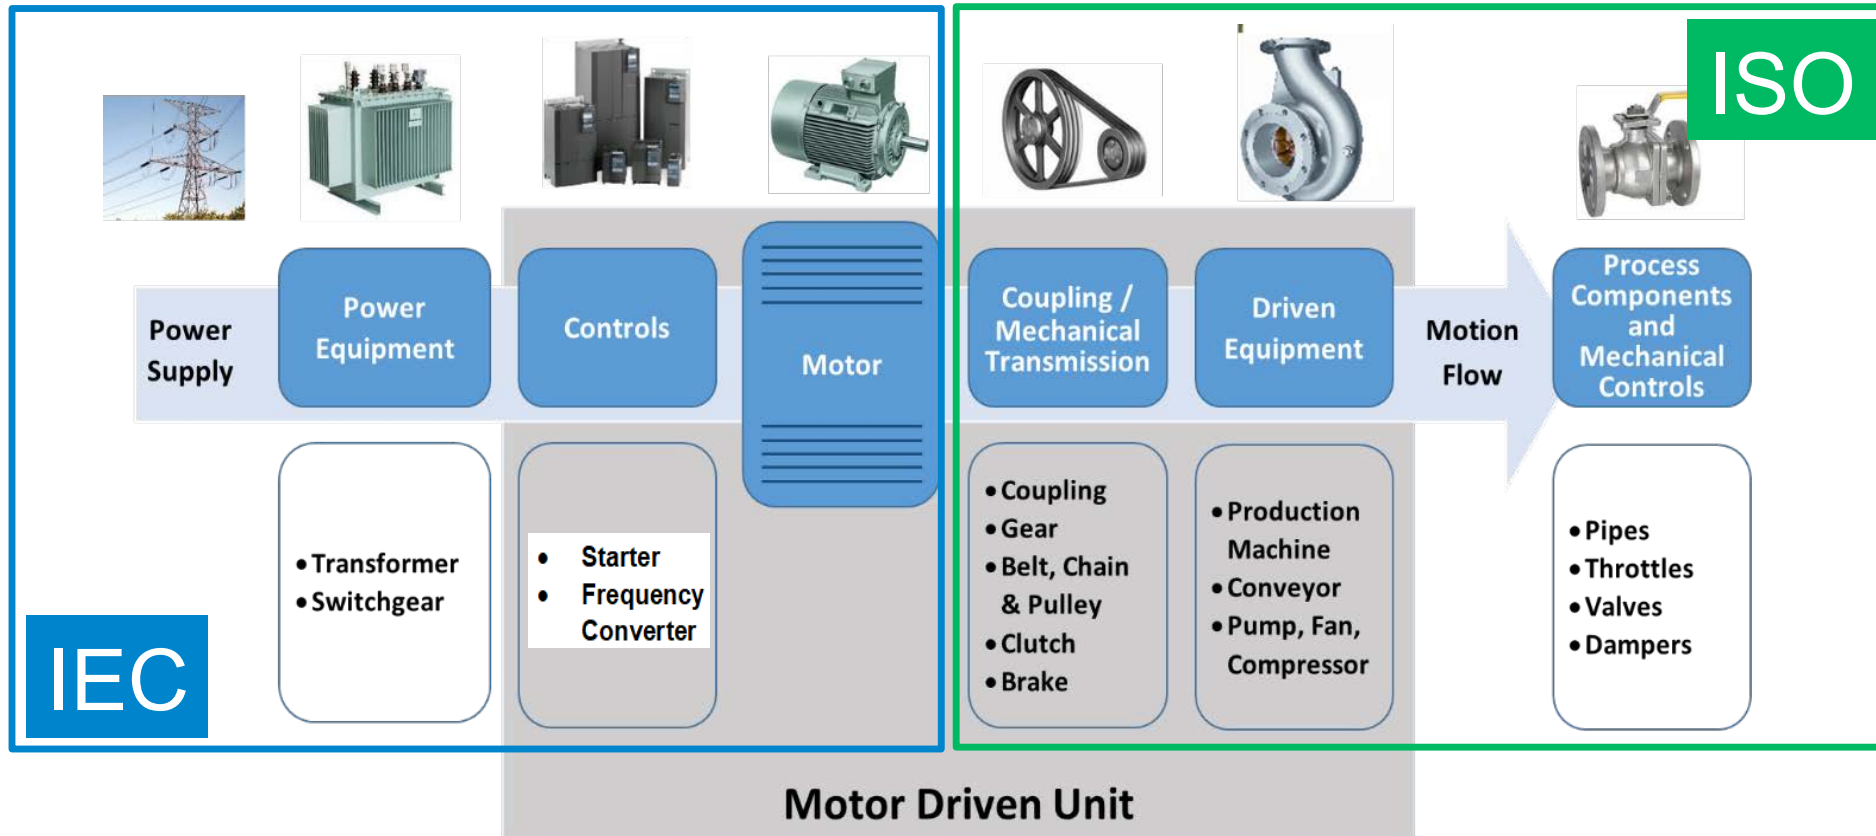 ISO
Power
Supply
Power
Equipment
Controls
Motor
Coupling /
Mechanical
Transmission
Driven
Equipment
Motion
Flow
Process
Components
and
Mechanical
Controls
• Transformer
• Switchgear
• Starter
• Frequency
Converter
• Coupling
• Gear
• Belt, Chain
& Pulley
• Clutch
• Brake
• Production
Machine
• Conveyor
• Pump, Fan,
Compressor
• Pipes
• Throttles
• Valves
• Dampers
IEC
Motor Driven Unit